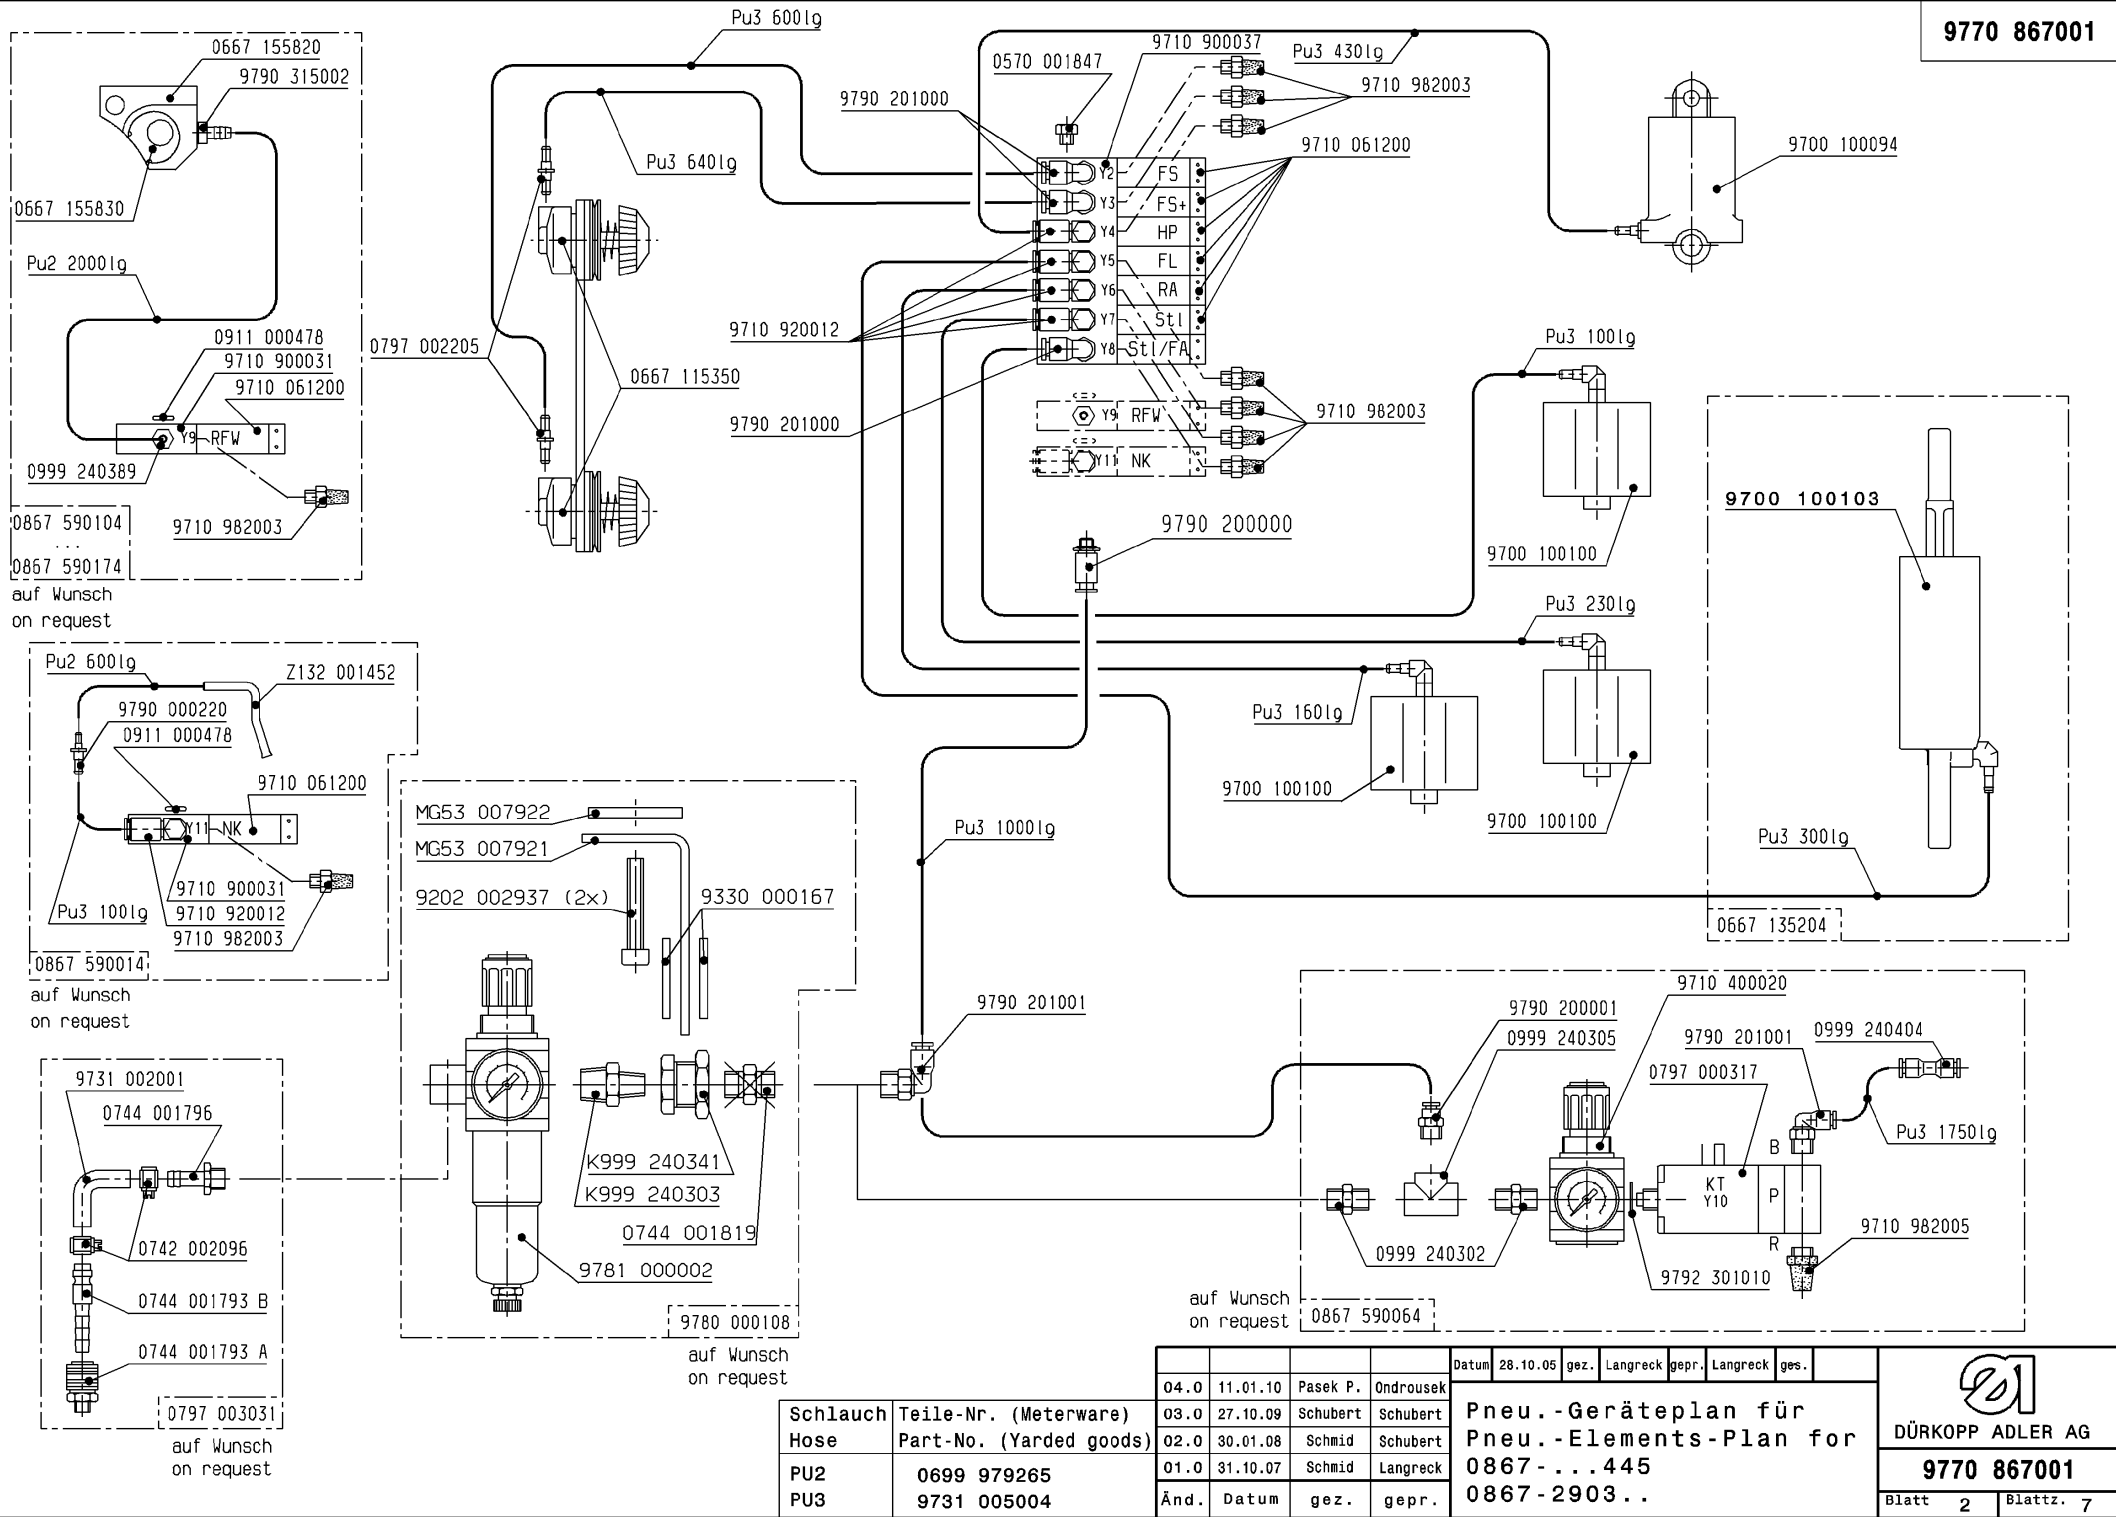 9770 867001
0667 155820
9790 315002
0667 155830
Pu2 2000lg
0911 000478
9710 900031
9710 061200
Y9 RFW
0999 240389
9710 982003
0867 590104
...
0867 590174
auf Wunsch
on request
Pu3 600lg
Pu3 640lg
0797 002205
0667 115350
9790 201000
0570 001847
9710 900037
Pu3 430lg
9710 982003
9710 061200
9700 100094
Y2 FS
Y3 FS+
Y4 HP
Y5 FL
Y6 RA
Y7 Stl
Y8 Stl/FA
Y9 RFW
Y11 NK
9710 920012
9790 201000
9710 982003
9790 200000
Pu3 100lg
9700 100100
Pu3 230lg
9700 100100
Pu3 160lg
9700 100100
9700 100103
Pu3 300lg
0667 135204
Pu2 600lg
Z132 001452
9790 000220
0911 000478
9710 061200
Y11 NK
9710 900031
Pu3 100lg
9710 920012
9710 982003
0867 590014
auf Wunsch
on request
MG53 007922
MG53 007921
9202 002937 (2x)
9330 000167
K999 240341
K999 240303
0744 001819
9781 000002
9780 000108
auf Wunsch
on request
Pu3 1000lg
9790 201001
9731 002001
0744 001796
0742 002096
0744 001793 B
0744 001793 A
0797 003031
auf Wunsch
on request
9710 400020
9790 200001
0999 240305
9790 201001
0999 240404
0797 000317
Pu3 1750lg
B
KT
Y10
P
R
9710 982005
0999 240302
9792 301010
auf Wunsch
on request
0867 590064
Schlauch Teile-Nr. (Meterware)
Hose Part-No. (Yarded goods)
PU2 0699 979265
PU3 9731 005004
04.0 11.01.10 Pasek P. Ondrousek
03.0 27.10.09 Schubert Schubert
02.0 30.01.08 Schmid Schubert
01.0 31.10.07 Schmid Langreck
Änd. Datum gez. gepr.
Datum 28.10.05 gez. Langreck gepr. Langreck ges.
Pneu.-Geräteplan für
Pneu.-Elements-Plan for
0867-...445
0867-2903..
DÜRKOPP ADLER AG
9770 867001
Blatt 2 Blattz. 7